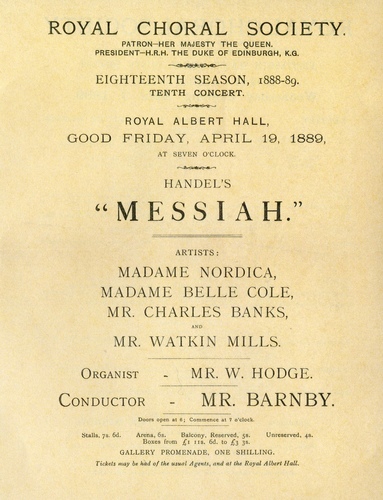 ROYAL CHORAL SOCIETY.
PATRON—HER MAJESTY THE QUEEN.
PRESIDENT—H.R.H. THE DUKE OF EDINBURGH, K.G.
EIGHTEENTH SEASON, 1888-89.
TENTH CONCERT.
ROYAL ALBERT HALL,
GOOD FRIDAY, APRIL 19, 1889,
AT SEVEN O'CLOCK.
HANDEL'S
"MESSIAH."
ARTISTS:
MADAME NORDICA,
MADAME BELLE COLE,
MR. CHARLES BANKS,
AND
MR. WATKIN MILLS.
ORGANIST - MR. W. HODGE.
CONDUCTOR - MR. BARNBY.
Doors open at 6; Commence at 7 o'clock.
Stalls, 7s. 6d. Arena, 6s. Balcony, Reserved, 5s. Unreserved, 4s.
Boxes from £1 11s. 6d. to £3 3s.
GALLERY PROMENADE, ONE SHILLING.
Tickets may be had of the usual Agents, and at the Royal Albert Hall.